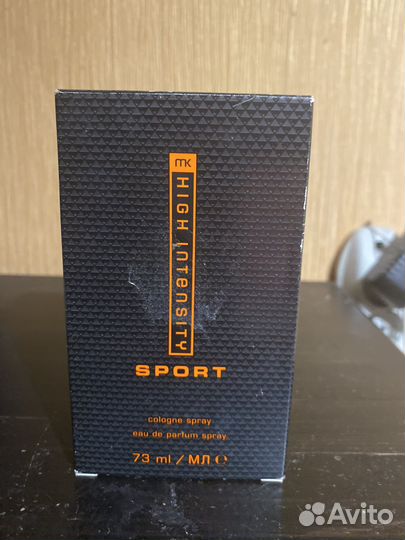 MK
HIGH INTENSITY
SPORT
cologne spray
eau de parfum spray
73 ml / МЛ ℮
Avito